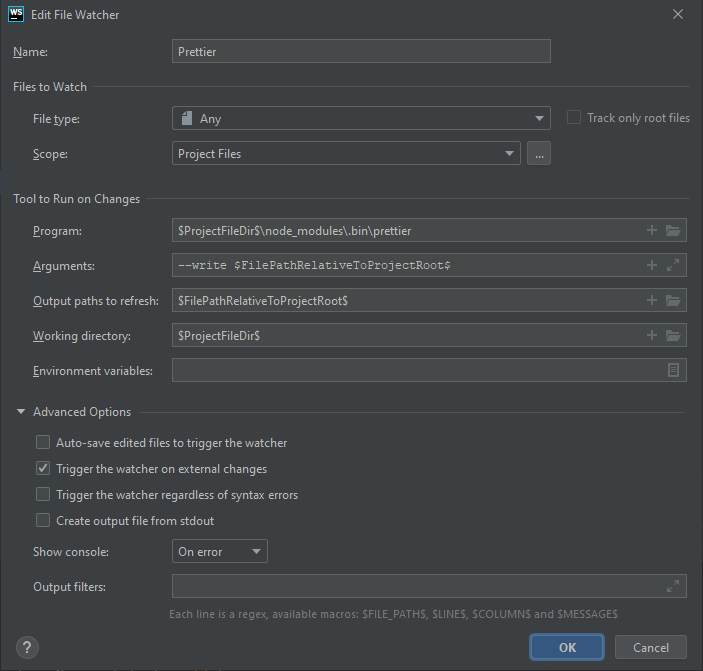 WS Edit File Watcher
Name: Prettier
Files to Watch
File type: Any Track only root files
Scope: Project Files ...
Tool to Run on Changes
Program: $ProjectFileDir$\node_modules\.bin\prettier
Arguments: --write $FilePathRelativeToProjectRoot$
Output paths to refresh: $FilePathRelativeToProjectRoot$
Working directory: $ProjectFileDir$
Environment variables:
Advanced Options
Auto-save edited files to trigger the watcher
Trigger the watcher on external changes
Trigger the watcher regardless of syntax errors
Create output file from stdout
Show console: On error
Output filters:
Each line is a regex, available macros: $FILE_PATH$, $LINE$, $COLUMN$ and $MESSAGE$
? OK Cancel